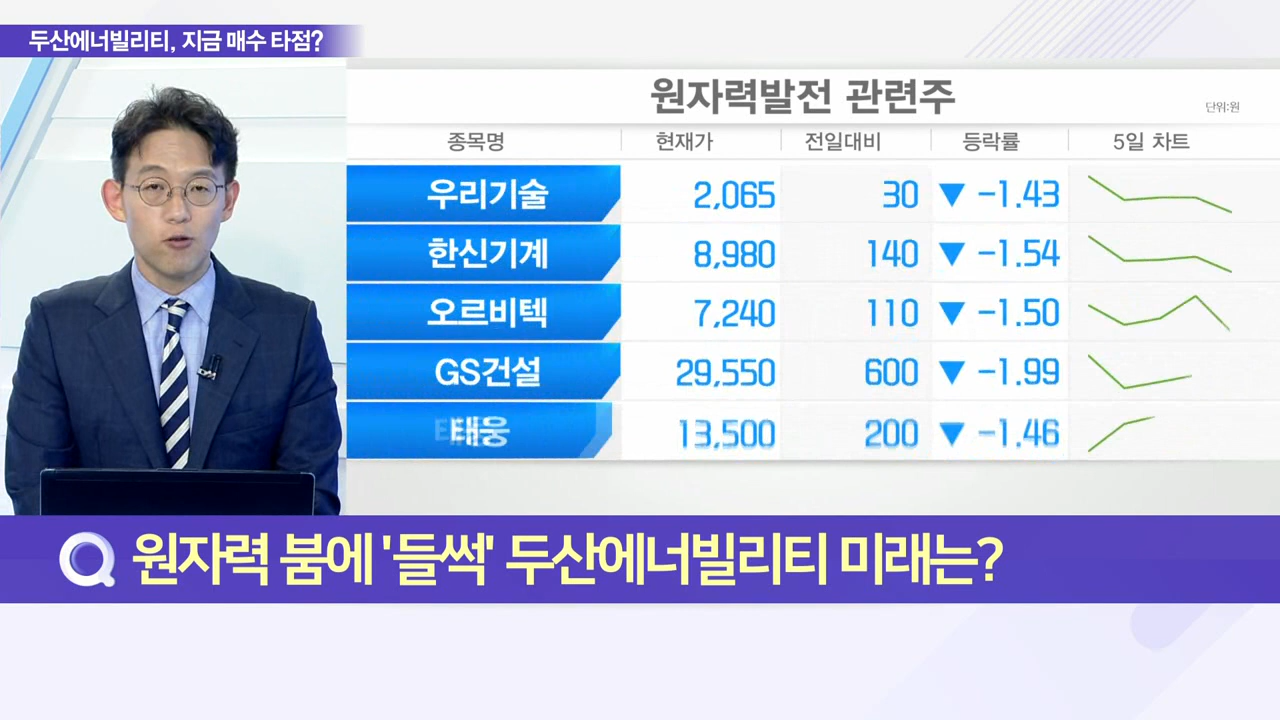 두산에너빌리티, 지금 매수 타점?
원자력발전 관련주
단위:원
종목명 현재가 전일대비 등락률 5일 차트
우리기술 2,065 30 ▼ -1.43
한신기계 8,980 140 ▼ -1.54
오르비텍 7,240 110 ▼ -1.50
GS건설 29,550 600 ▼ -1.99
태웅 13,500 200 ▼ -1.46
원자력 붐에 '들썩' 두산에너빌리티 미래는?